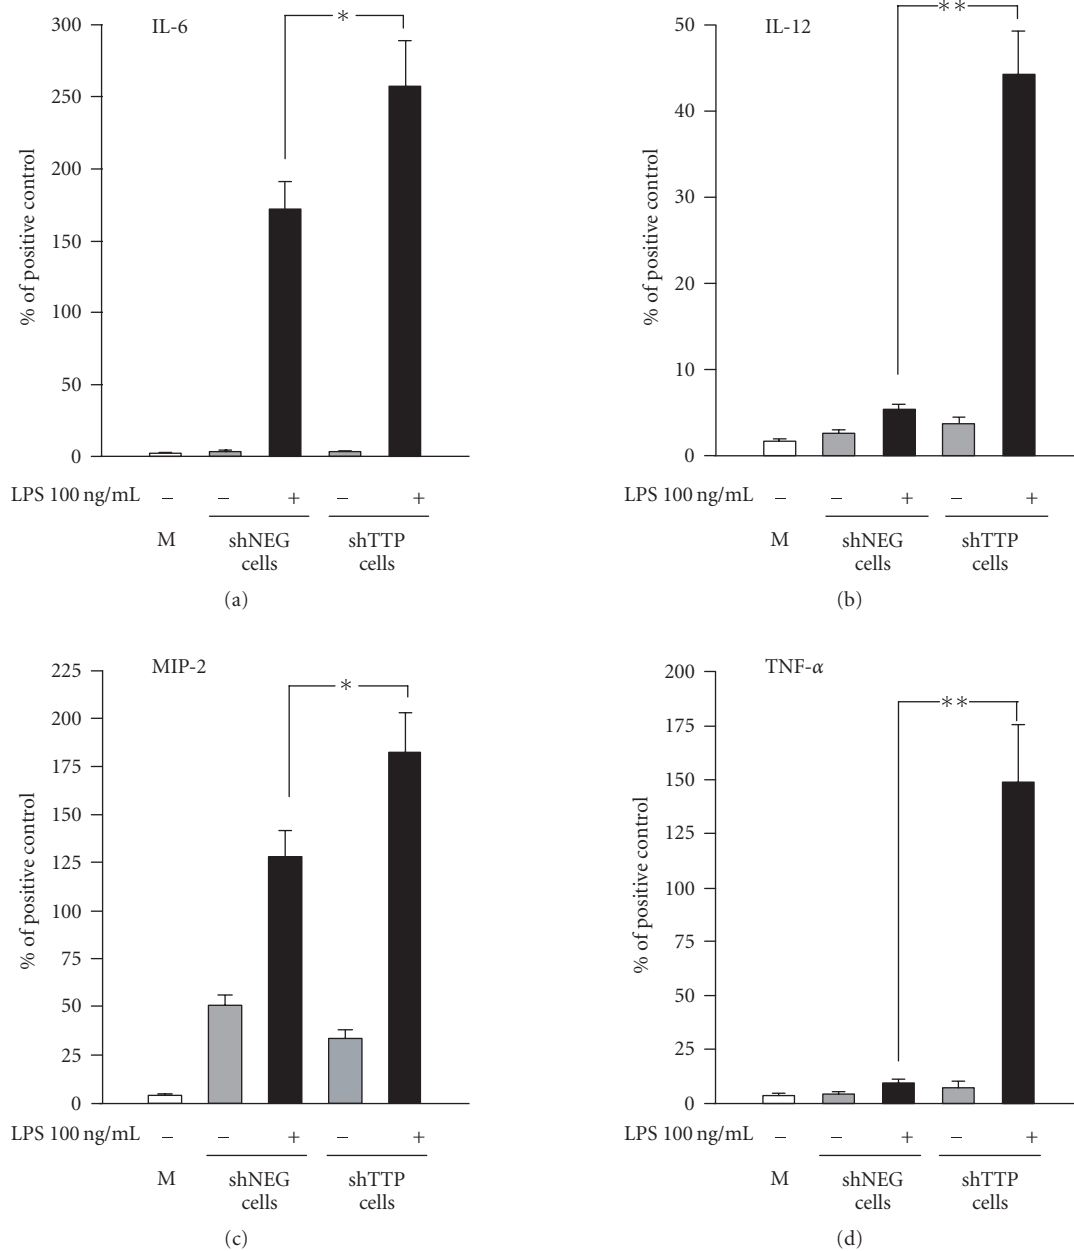 IL-6
*
300
250
200
150
100
50
0
% of positive control
LPS 100 ng/mL − − + − +
M shNEG cells shTTP cells
(a)
IL-12
**
50
40
30
20
10
0
% of positive control
LPS 100 ng/mL − − + − +
M shNEG cells shTTP cells
(b)
MIP-2
*
225
200
175
150
125
100
75
50
25
0
% of positive control
LPS 100 ng/mL − − + − +
M shNEG cells shTTP cells
(c)
TNF-α
**
200
175
150
125
100
75
50
25
0
% of positive control
LPS 100 ng/mL − − + − +
M shNEG cells shTTP cells
(d)